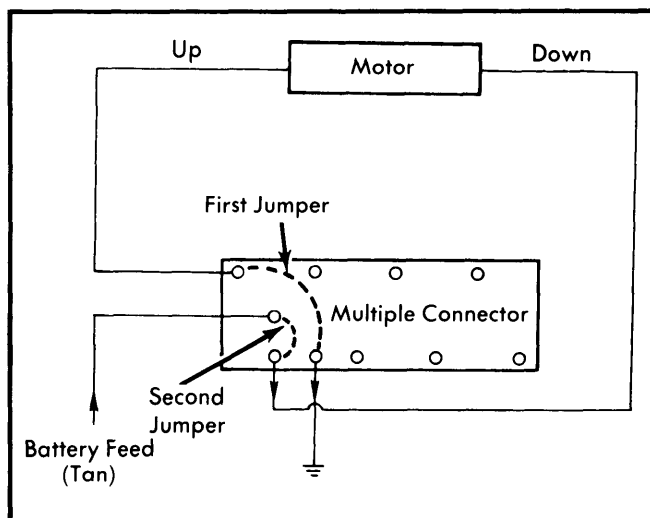 Up
Motor
Down
First Jumper
Multiple Connector
Second
Jumper
Battery Feed
(Tan)